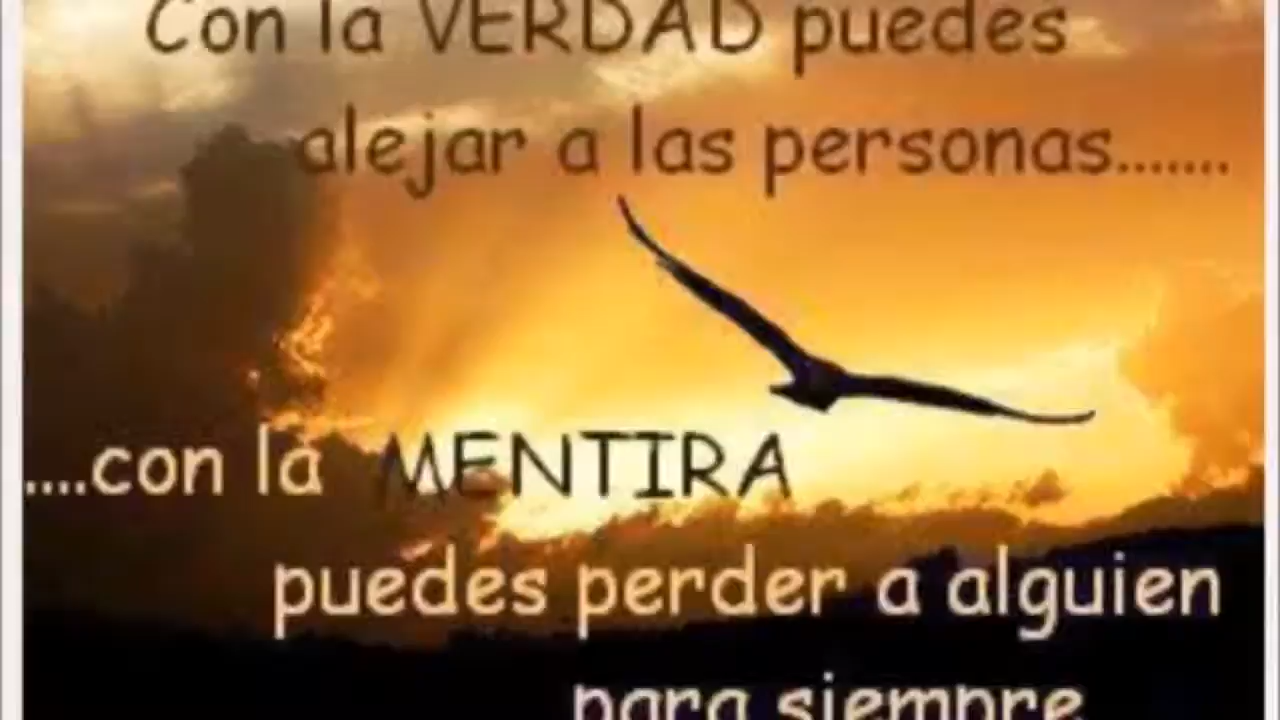 Con la VERDAD puedes
alejar a las personas.......
....con la MENTIRA
puedes perder a alguien
para siempre